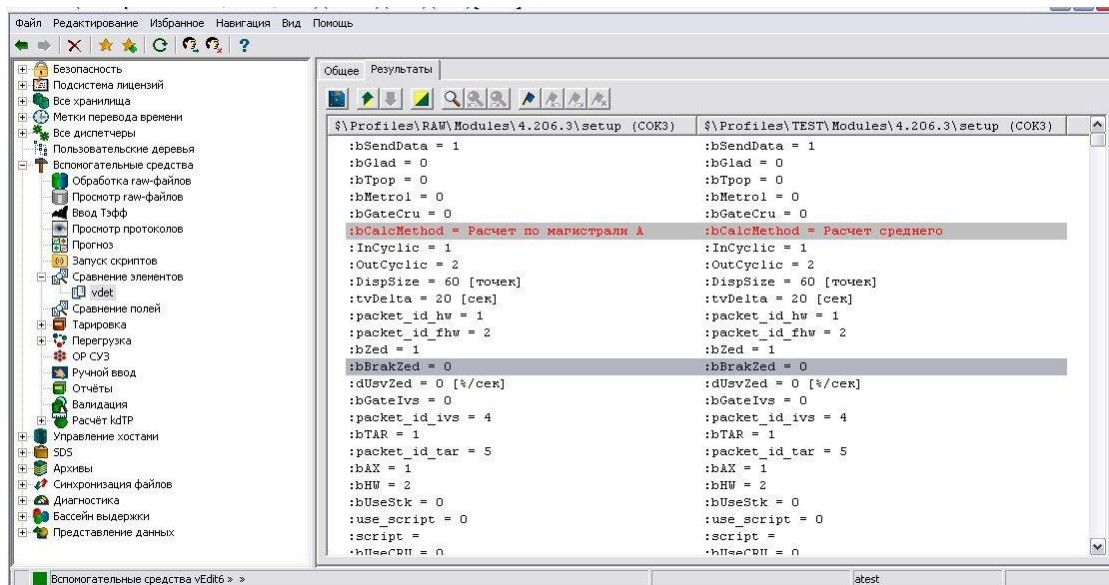 Файл Редактирование Избранное Навигация Вид Помощь
Безопасность
Подсистема лицензий
Все хранилища
Метки перевода времени
Все диспетчеры
Пользовательские деревья
Вспомогательные средства
Обработка raw-файлов
Просмотр raw-файлов
Ввод Тэфф
Просмотр протоколов
Прогноз
Запуск скриптов
Сравнение элементов
vdet
Сравнение полей
Тарировка
Перегрузка
ОР СУЗ
Ручной ввод
Отчёты
Валидация
Расчёт kdTP
Управление хостами
SDS
Архивы
Синхронизация файлов
Диагностика
Бассейн выдержки
Представление данных
Общее Результаты
$\Profiles\RAW\Modules\4.206.3\setup (СОК3) $\Profiles\TEST\Modules\4.206.3\setup (СОК3)
:bSendData = 1 :bSendData = 1
:bGlad = 0 :bGlad = 0
:bTpop = 0 :bTpop = 0
:bMetrol = 0 :bMetrol = 0
:bGateCru = 0 :bGateCru = 0
:bCalcMethod = Расчет по магистрали А :bCalcMethod = Расчет среднего
:InCyclic = 1 :InCyclic = 1
:OutCyclic = 2 :OutCyclic = 2
:DispSize = 60 [точек] :DispSize = 60 [точек]
:tvDelta = 20 [сек] :tvDelta = 20 [сек]
:packet_id_hw = 1 :packet_id_hw = 1
:packet_id_fhw = 2 :packet_id_fhw = 2
:bZed = 1 :bZed = 1
:bBrakZed = 0 :bBrakZed = 0
:dUsvZed = 0 [%/сек] :dUsvZed = 0 [%/сек]
:bGateIvs = 0 :bGateIvs = 0
:packet_id_ivs = 4 :packet_id_ivs = 4
:bTAR = 1 :bTAR = 1
:packet_id_tar = 5 :packet_id_tar = 5
:bAX = 1 :bAX = 1
:bHW = 2 :bHW = 2
:bUseStk = 0 :bUseStk = 0
:use_script = 0 :use_script = 0
:script = :script =
:bUseCRU = 0 :bUseCRU = 0
Вспомогательные средства vEdit6 » » atest